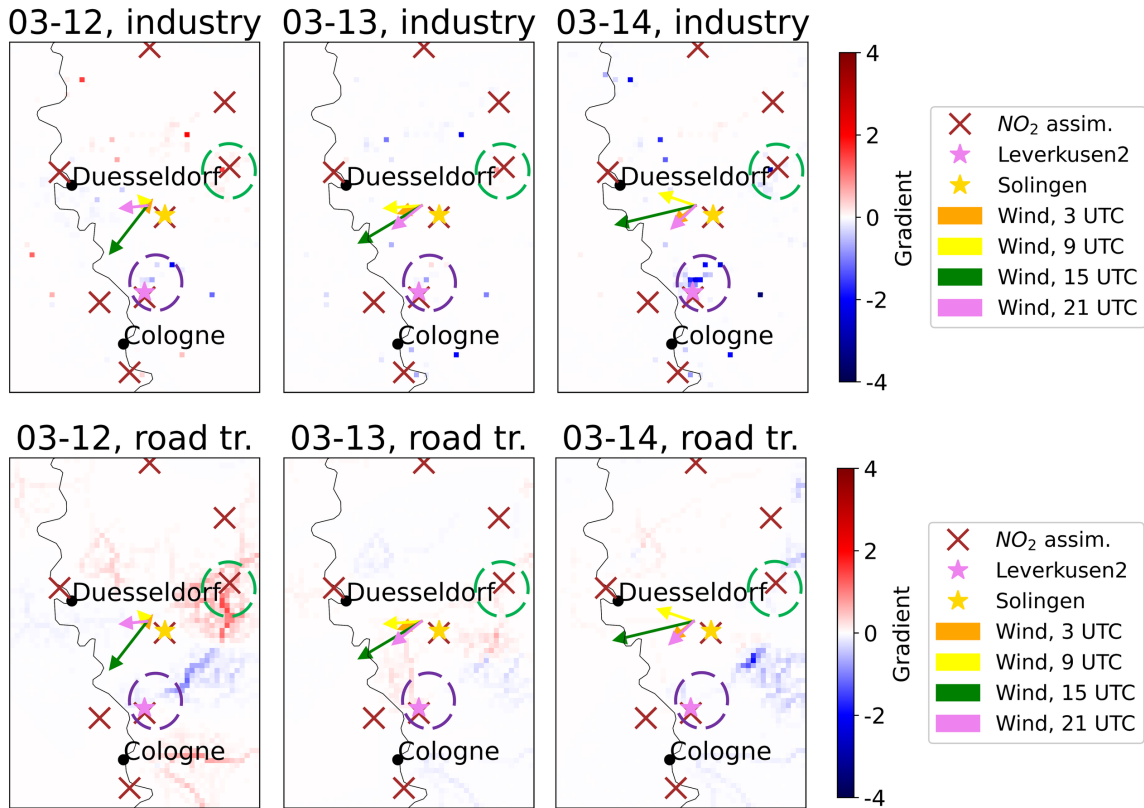 03-12, industry
03-13, industry
03-14, industry
Duesseldorf
Cologne
Duesseldorf
Cologne
Duesseldorf
Cologne
4
2
0
-2
-4
Gradient
NO₂ assim.
Leverkusen2
Solingen
Wind, 3 UTC
Wind, 9 UTC
Wind, 15 UTC
Wind, 21 UTC
03-12, road tr.
03-13, road tr.
03-14, road tr.
Duesseldorf
Cologne
Duesseldorf
Cologne
Duesseldorf
Cologne
4
2
0
-2
-4
Gradient
NO₂ assim.
Leverkusen2
Solingen
Wind, 3 UTC
Wind, 9 UTC
Wind, 15 UTC
Wind, 21 UTC